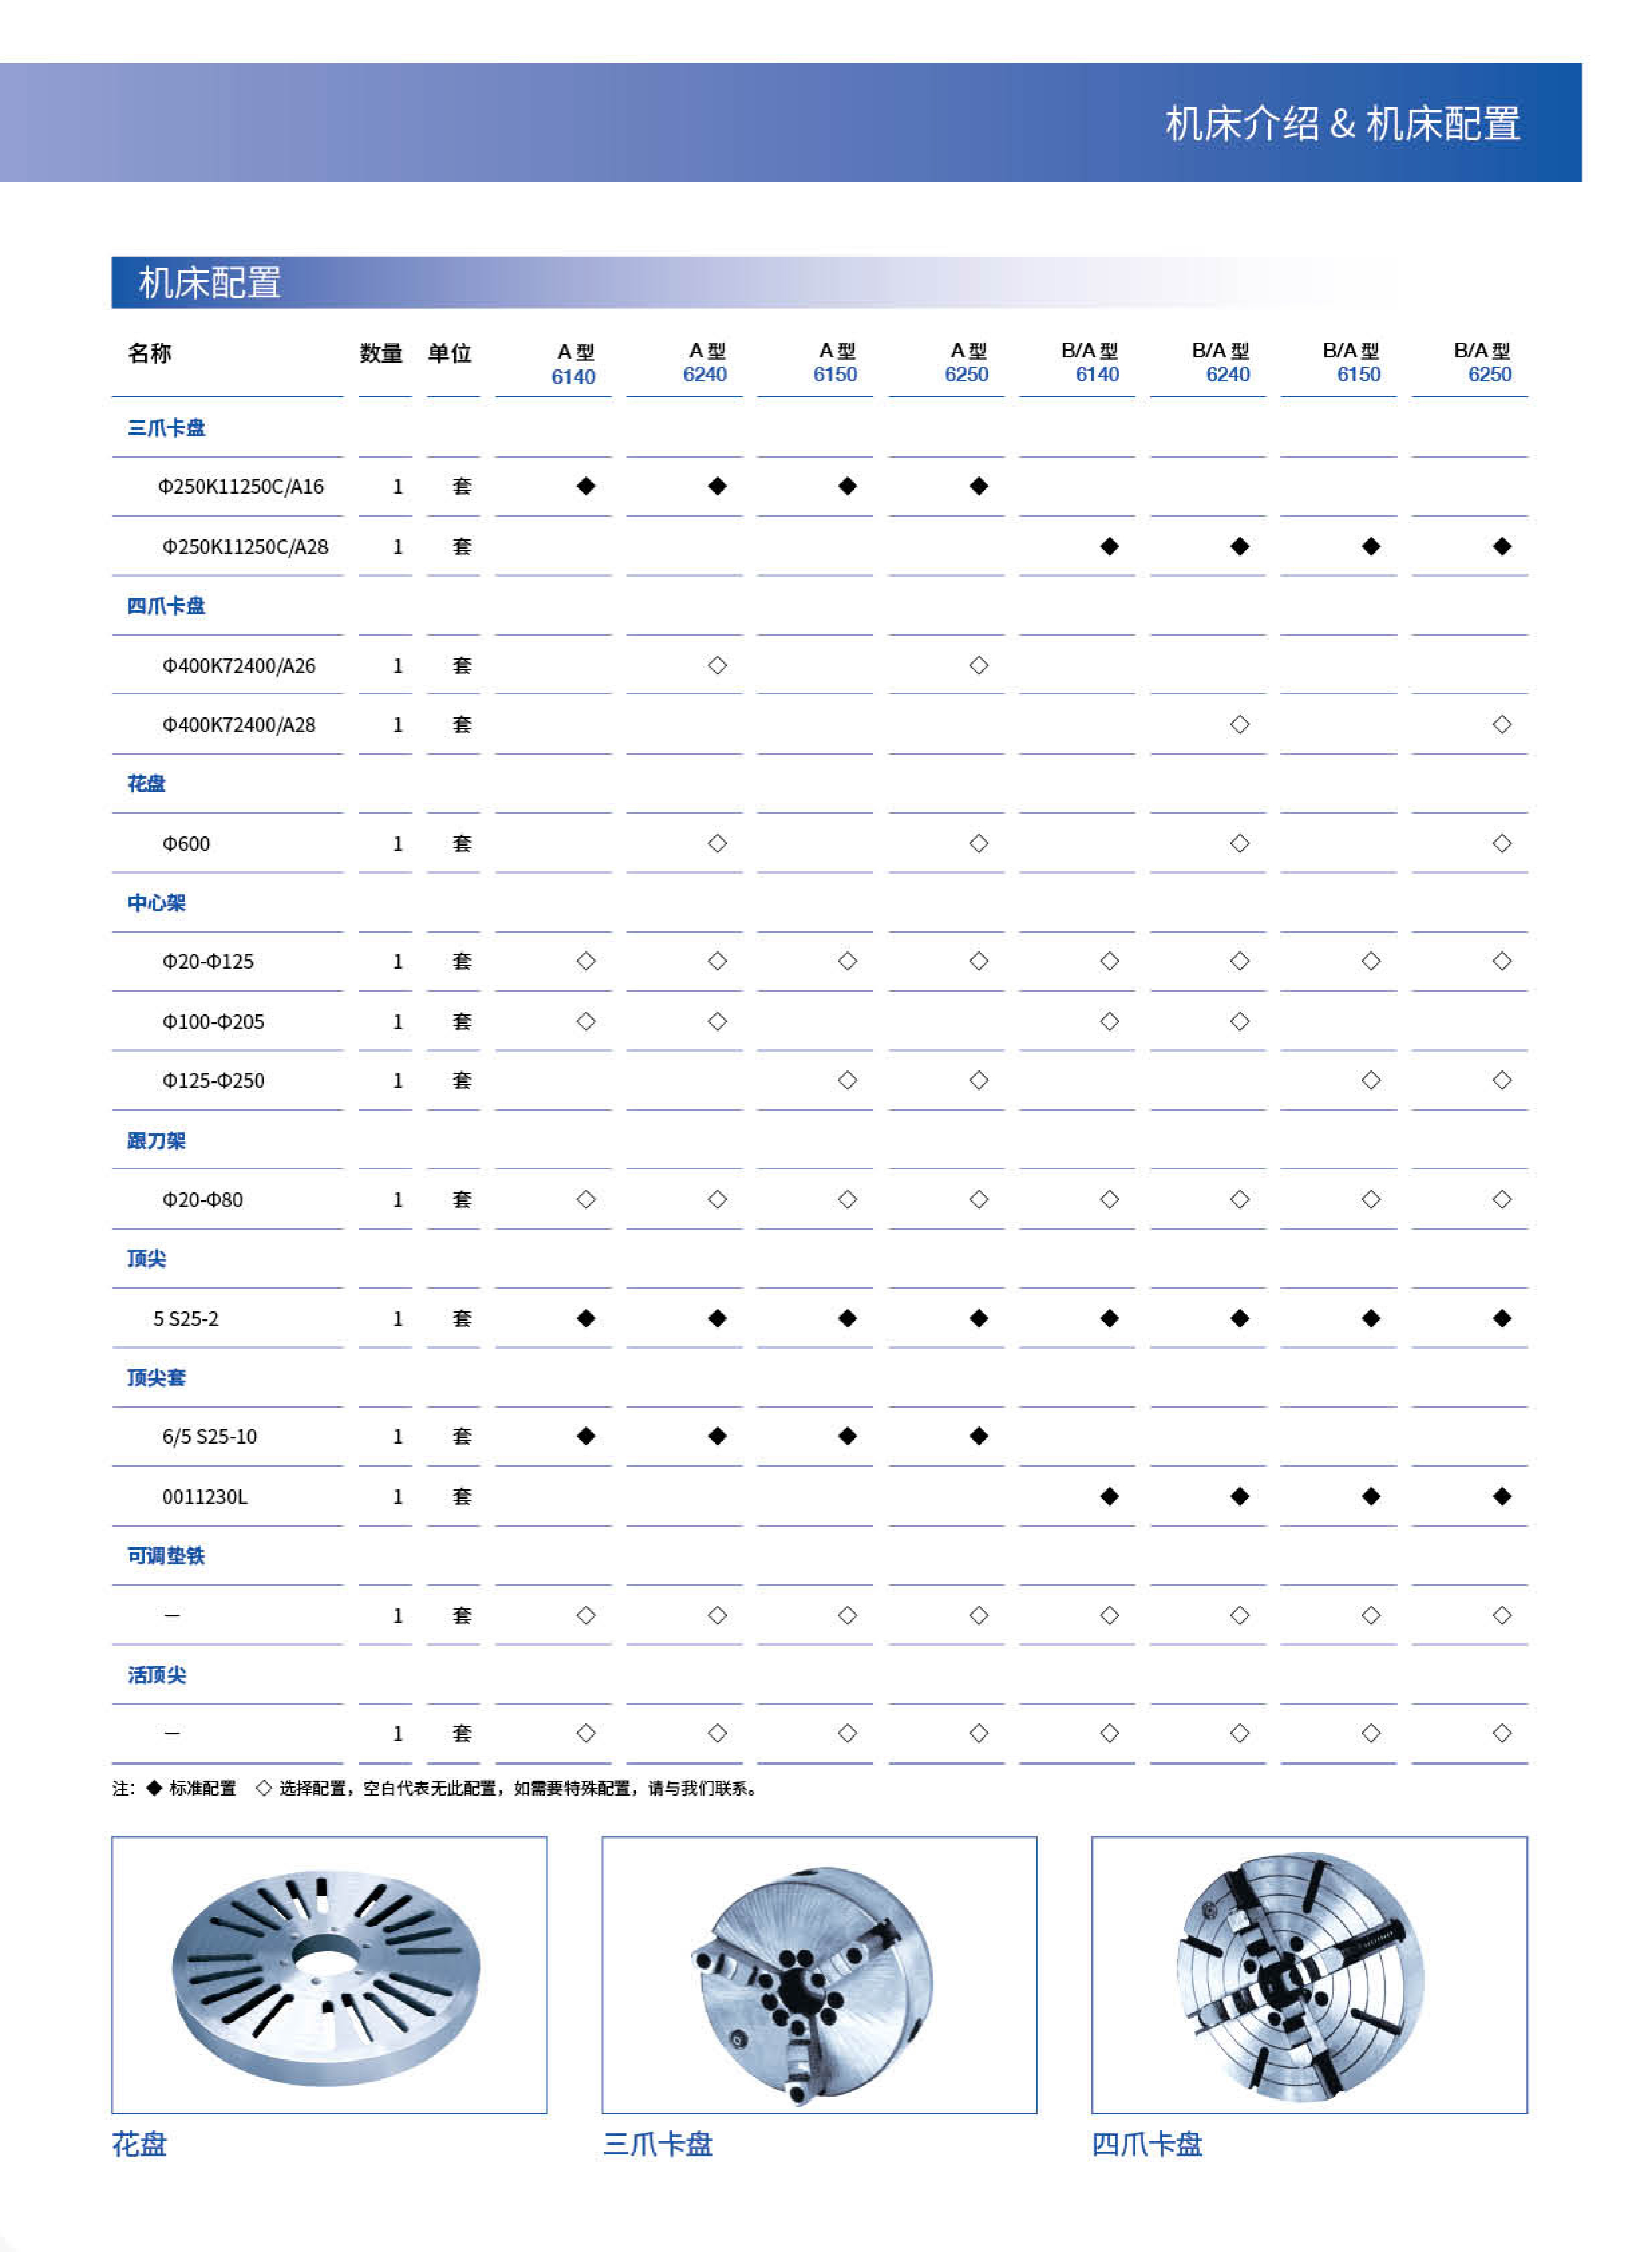 机床介绍 & 机床配置
机床配置
名称 数量 单位 A 型 A 型 A 型 A 型 B/A 型 B/A 型 B/A 型 B/A 型
6140 6240 6150 6250 6140 6240 6150 6250
三爪卡盘
Φ250K11250C/A16 1 套 ◆ ◆ ◆ ◆
Φ250K11250C/A28 1 套 ◆ ◆ ◆ ◆
四爪卡盘
Φ400K72400/A26 1 套 ◇ ◇
Φ400K72400/A28 1 套 ◇ ◇
花盘
Φ600 1 套 ◇ ◇ ◇ ◇
中心架
Φ20-Φ125 1 套 ◇ ◇ ◇ ◇ ◇ ◇ ◇ ◇
Φ100-Φ205 1 套 ◇ ◇ ◇ ◇
Φ125-Φ250 1 套 ◇ ◇ ◇ ◇
跟刀架
Φ20-Φ80 1 套 ◇ ◇ ◇ ◇ ◇ ◇ ◇ ◇
顶尖
5 S25-2 1 套 ◆ ◆ ◆ ◆ ◆ ◆ ◆ ◆
顶尖套
6/5 S25-10 1 套 ◆ ◆ ◆ ◆
0011230L 1 套 ◆ ◆ ◆ ◆
可调垫铁
— 1 套 ◇ ◇ ◇ ◇ ◇ ◇ ◇ ◇
活顶尖
— 1 套 ◇ ◇ ◇ ◇ ◇ ◇ ◇ ◇
注：◆ 标准配置 ◇ 选择配置，空白代表无此配置，如需要特殊配置，请与我们联系。
花盘 三爪卡盘 四爪卡盘